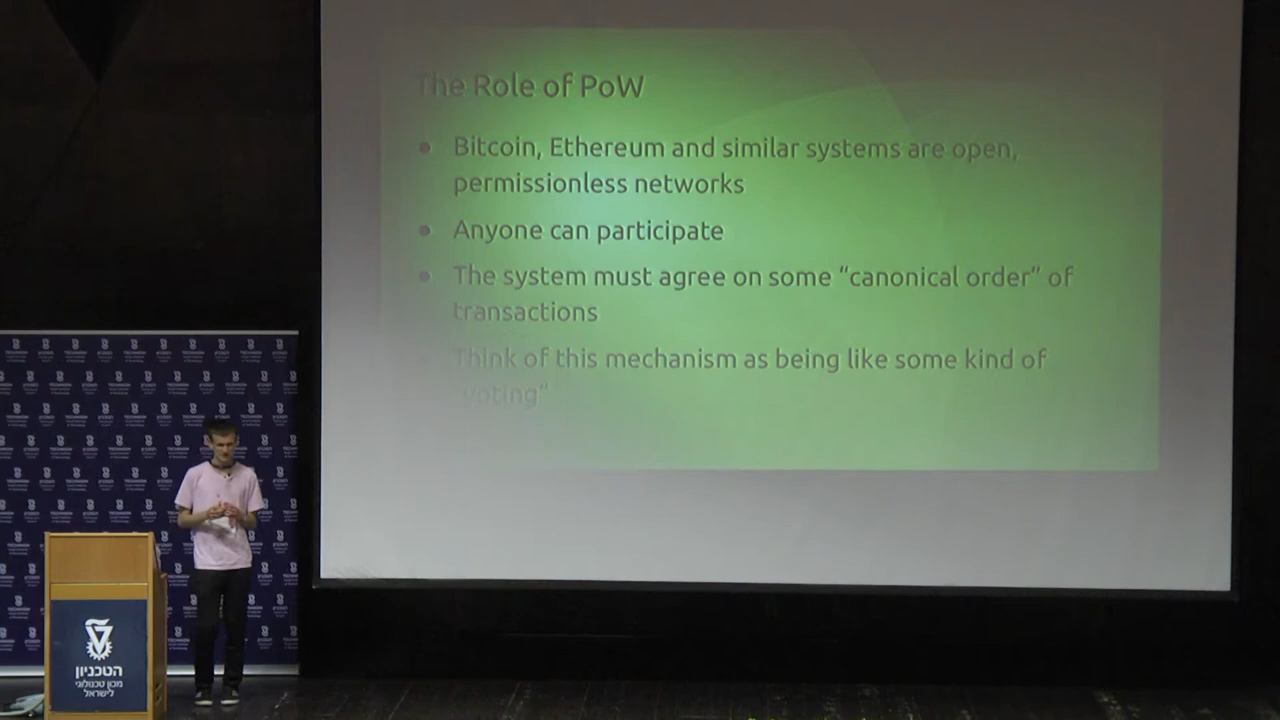 The Role of PoW
Bitcoin, Ethereum and similar systems are open,
permissionless networks
Anyone can participate
The system must agree on some “canonical order” of
transactions
Think of this mechanism as being like some kind of
“voting”
הטכניון
מכון טכנולוגי
לישראל